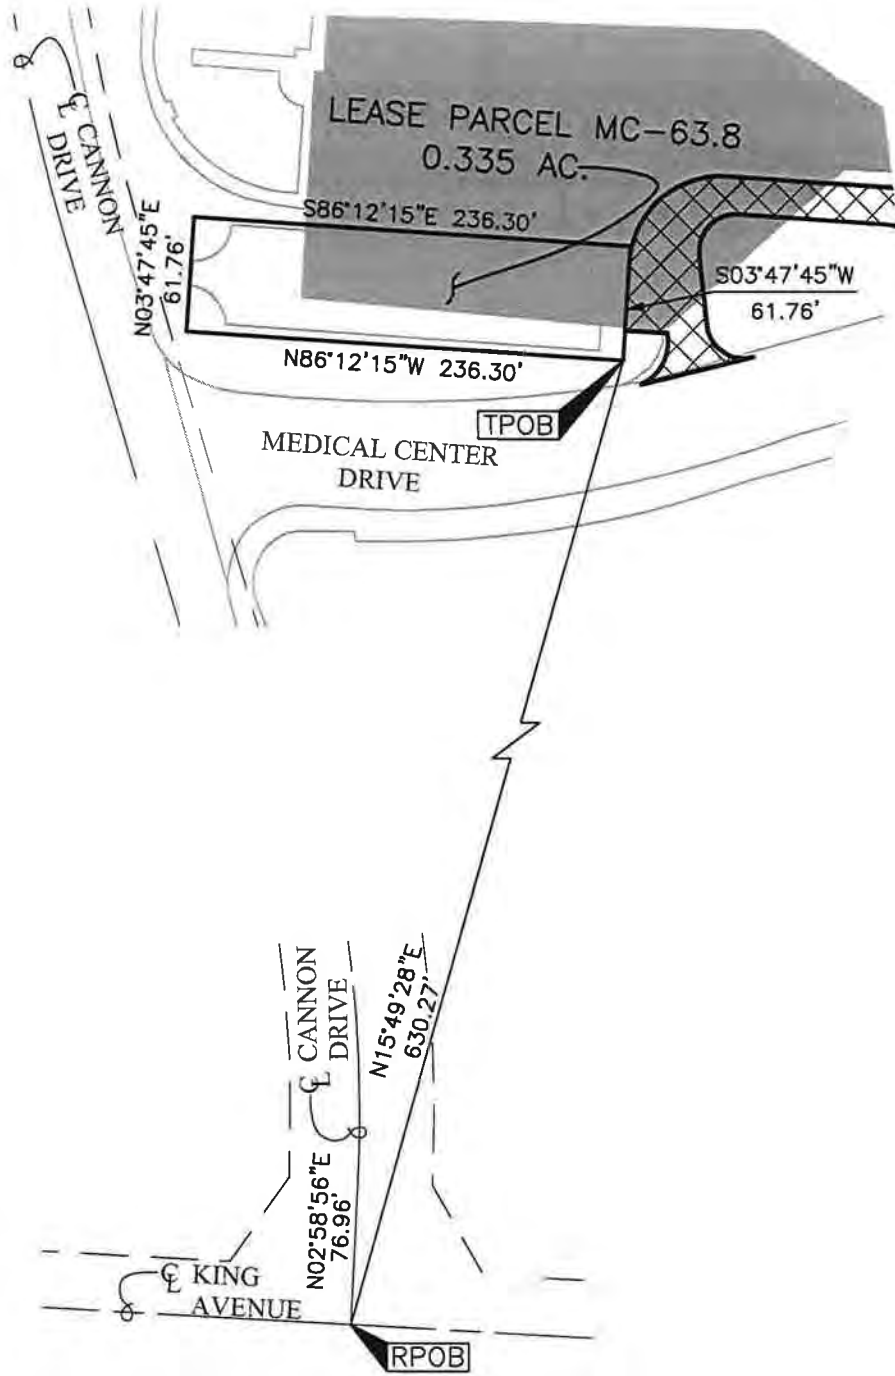 ℄ CANNON
DRIVE
LEASE PARCEL MC-63.8
0.335 AC.
S86°12'15"E 236.30'
N03°47'45"E
61.76'
S03°47'45"W
61.76'
N86°12'15"W 236.30'
TPOB
MEDICAL CENTER
DRIVE
℄ CANNON
DRIVE
N15°49'28"E
630.27'
N02°58'56"E
76.96'
℄ KING
AVENUE
RPOB